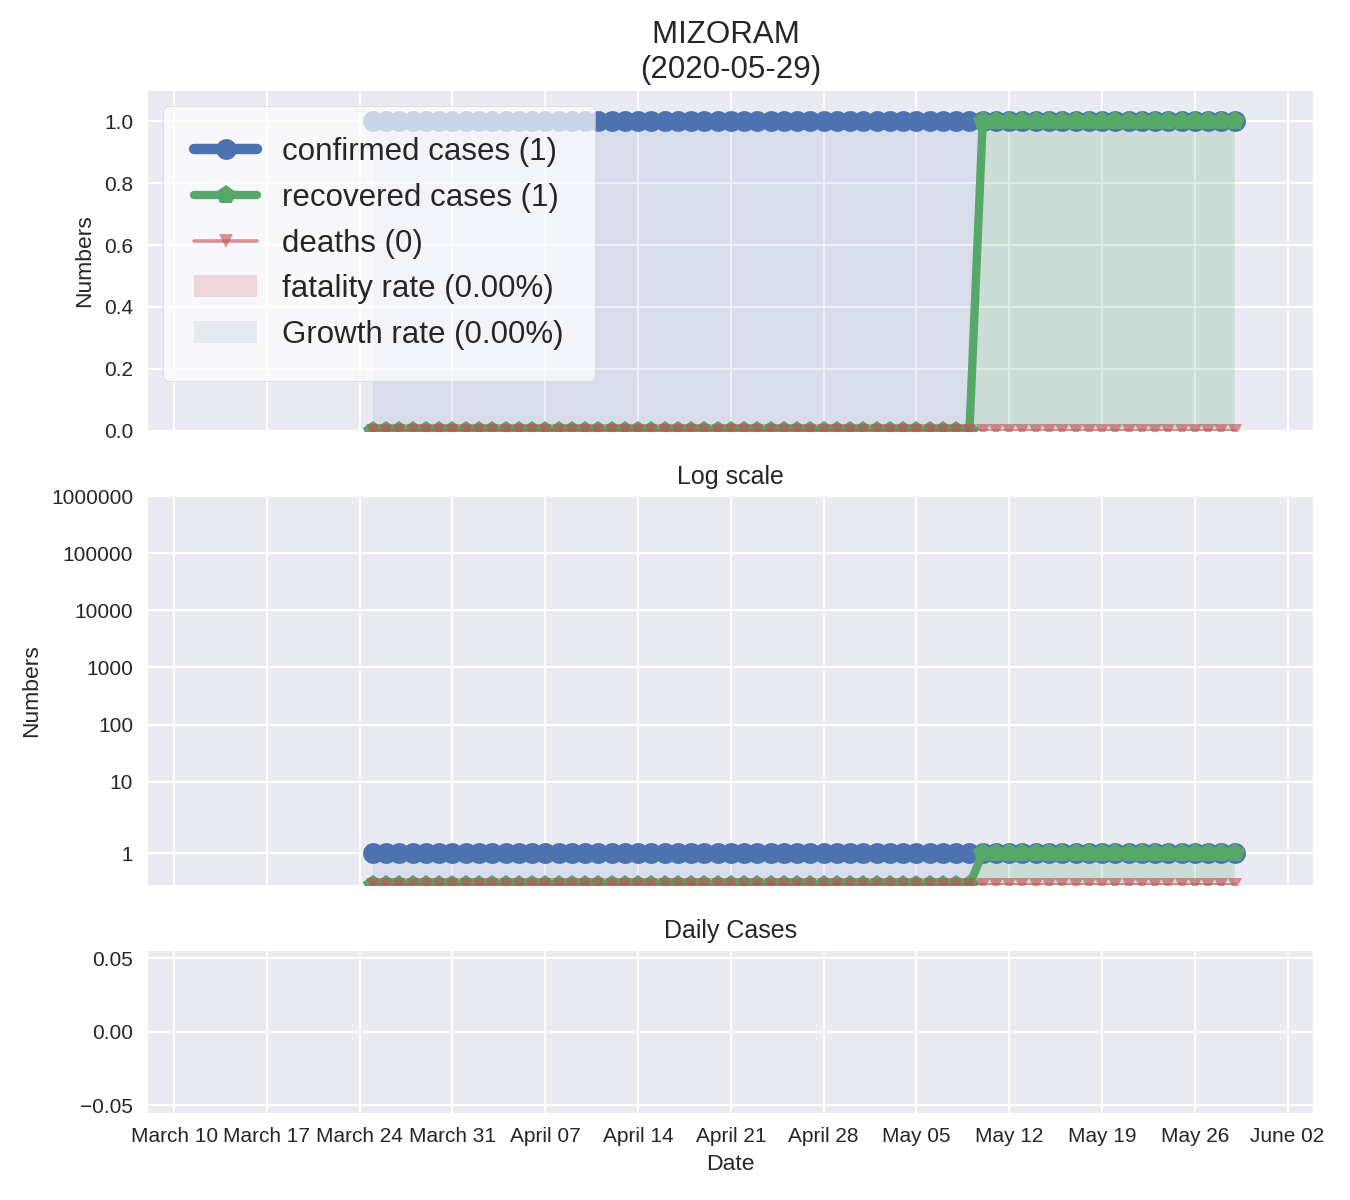 MIZORAM
(2020-05-29)
1.0
0.8
0.6
0.4
0.2
0.0
Numbers
confirmed cases (1)
recovered cases (1)
deaths (0)
fatality rate (0.00%)
Growth rate (0.00%)
Log scale
1000000
100000
10000
1000
100
10
1
Numbers
Daily Cases
0.05
0.00
−0.05
March 10 March 17 March 24 March 31 April 07 April 14 April 21 April 28 May 05 May 12 May 19 May 26 June 02
Date